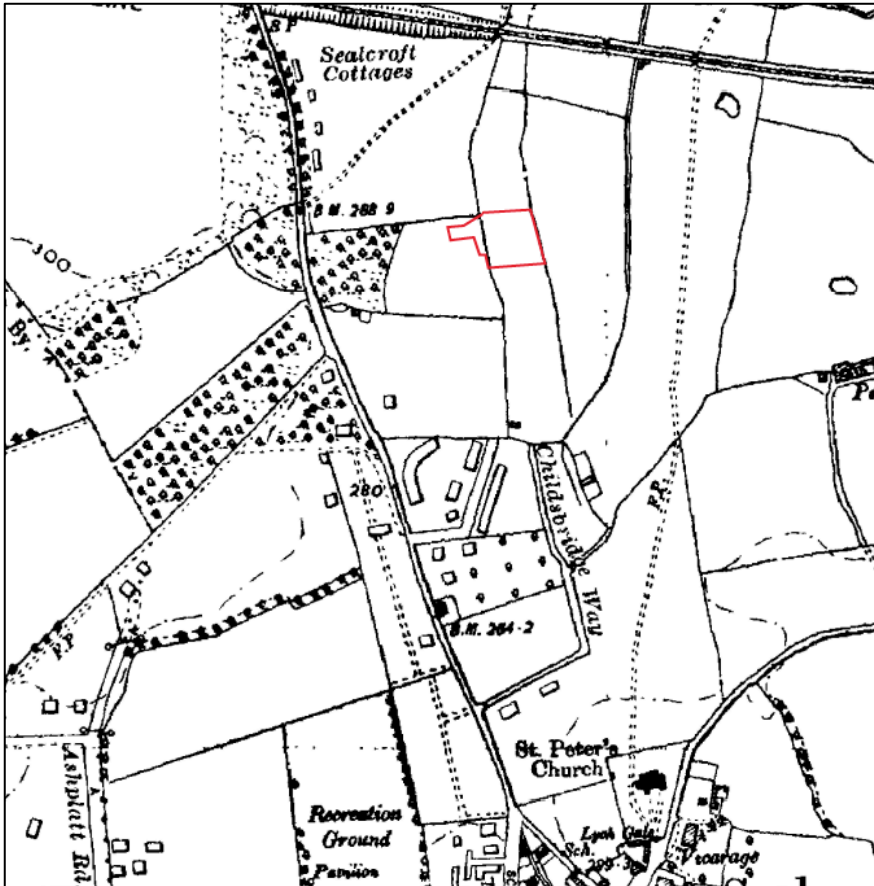 S P
Sealcroft
Cottages
B M. 288 9
300
By.
280
Childsbridge
Way
F.P.
F.P.
B.M. 264·2
St. Peter's
Church
Ashplatt Rd
Recreation
Ground
Pavilion
Lych Gate
Sch.
Vicarage